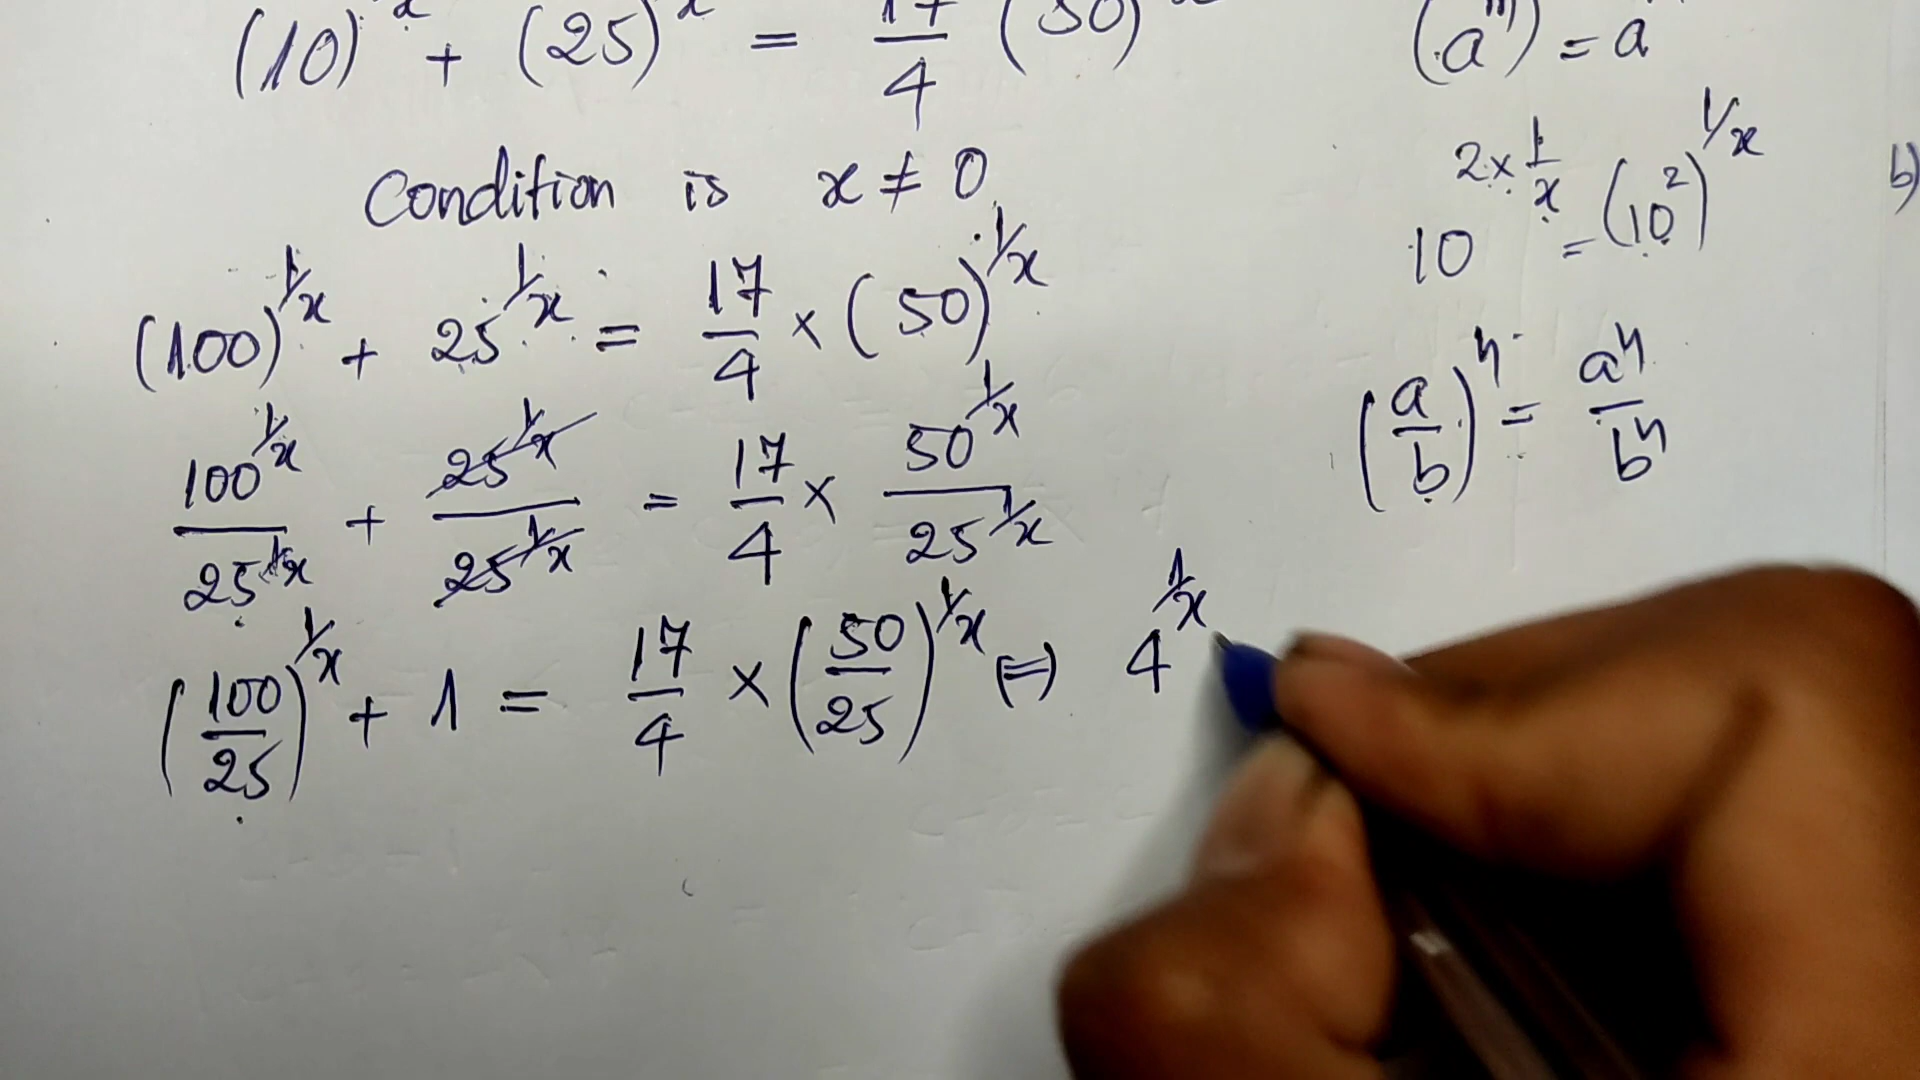 (10) + (25)^x = 17/4 (50)
Condition is x ≠ 0
(100)^1/x + 25^1/x = 17/4 × (50)^1/x
100^1/x / 25^1/x + 25^1/x / 25^1/x = 17/4 × 50^1/x / 25^1/x
(100/25)^1/x + 1 = 17/4 × (50/25)^1/x ⇔ 4^1/x
(a^m) = a
10^2×1/x = (10^2)^1/x
(a/b)^n = a^n/b^n
b)